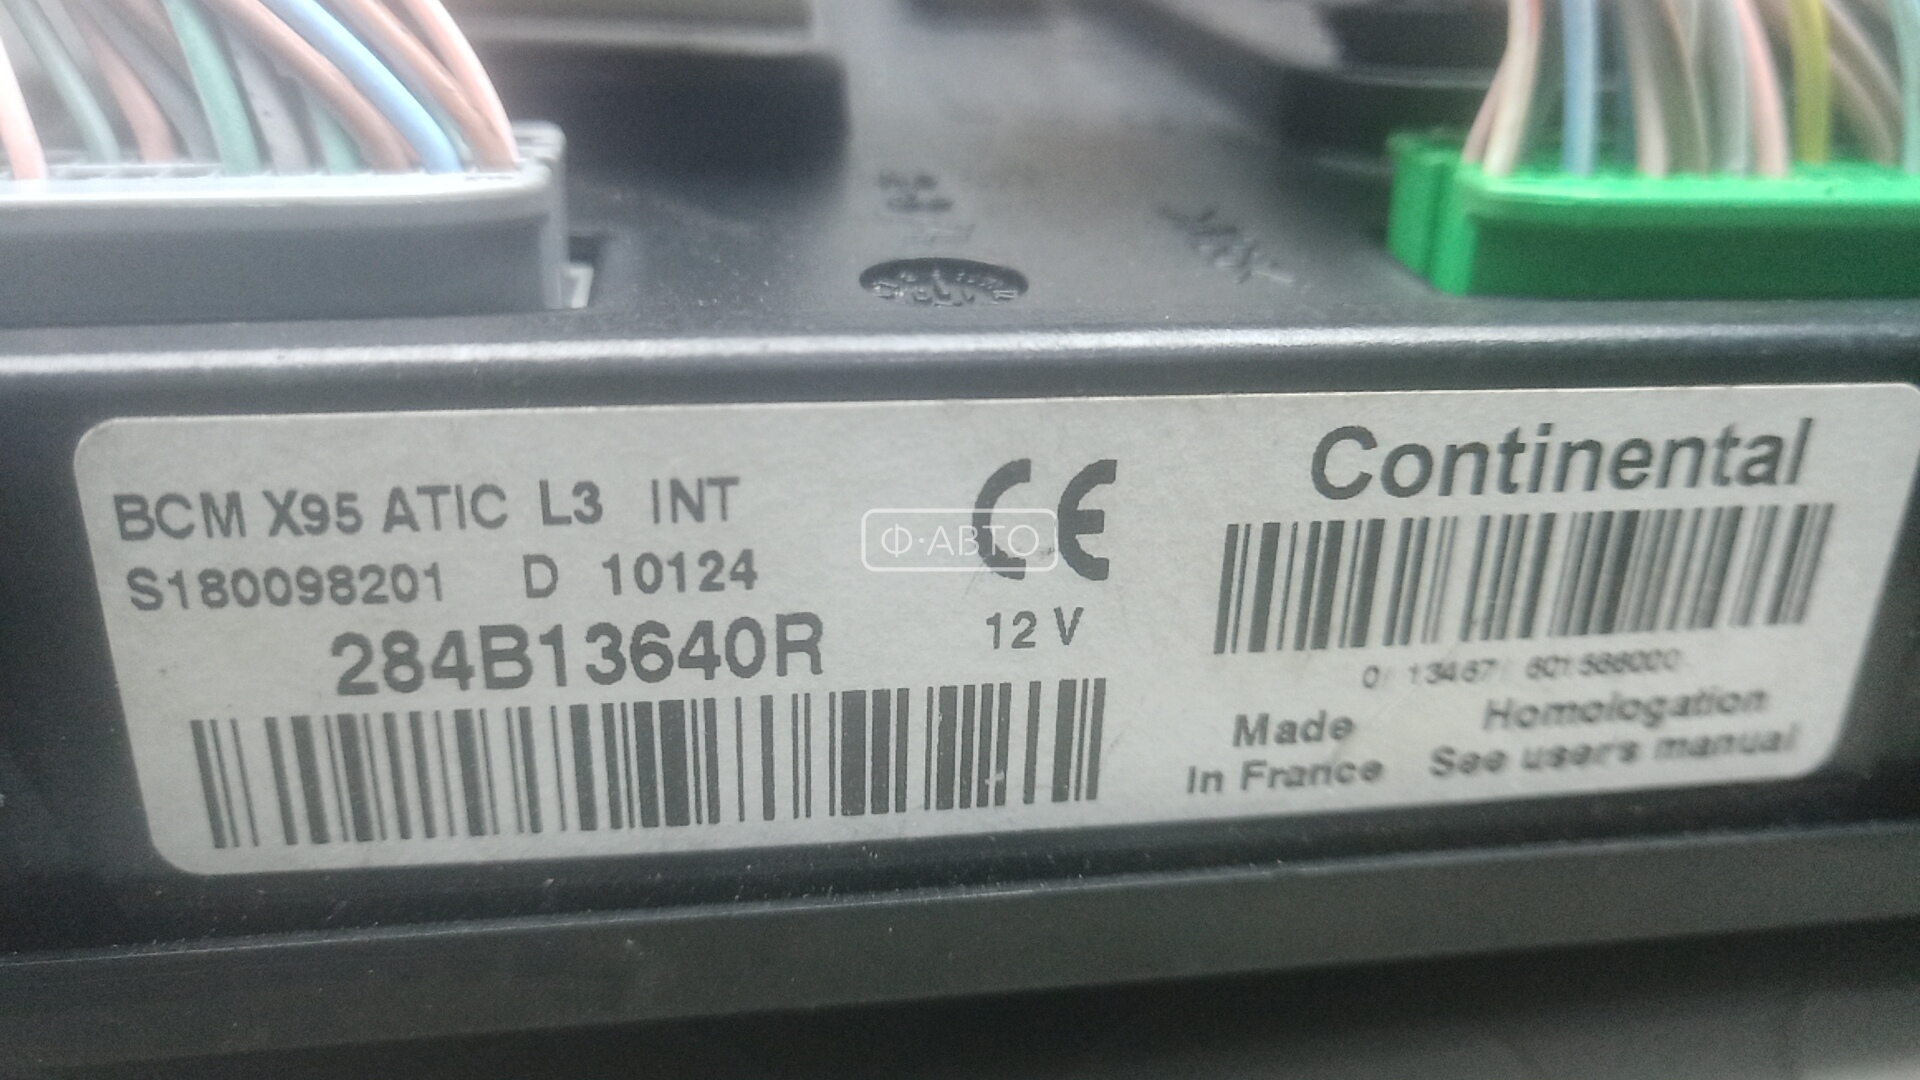 BCM X95 ATIC L3 INT
S180098201 D 10124
284B13640R
CE
12 V
Continental
Made
In France
Homologation
See user's manual
Ф·АВТО